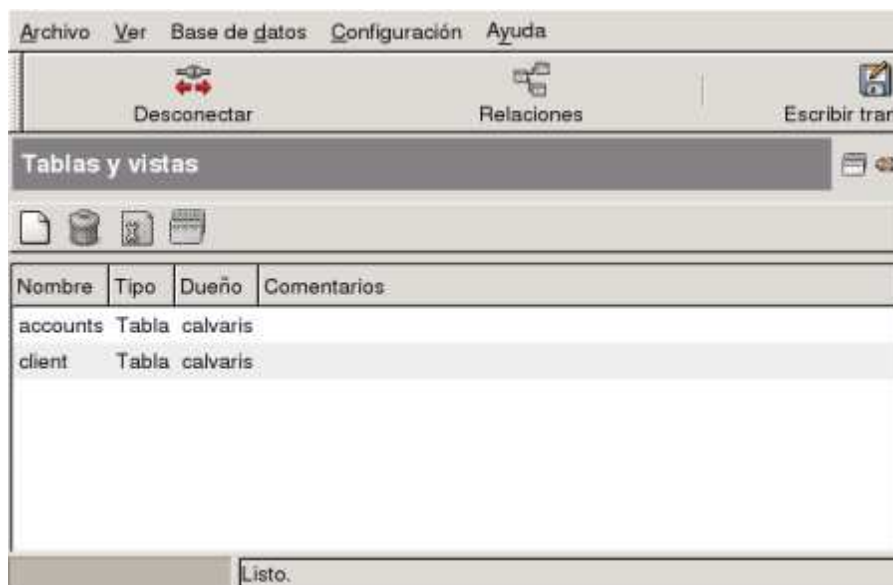 Archivo Ver Base de datos Configuración Ayuda
Desconectar Relaciones Escribir tran
Tablas y vistas
Nombre Tipo Dueño Comentarios
accounts Tabla calvaris
client Tabla calvaris
Listo.